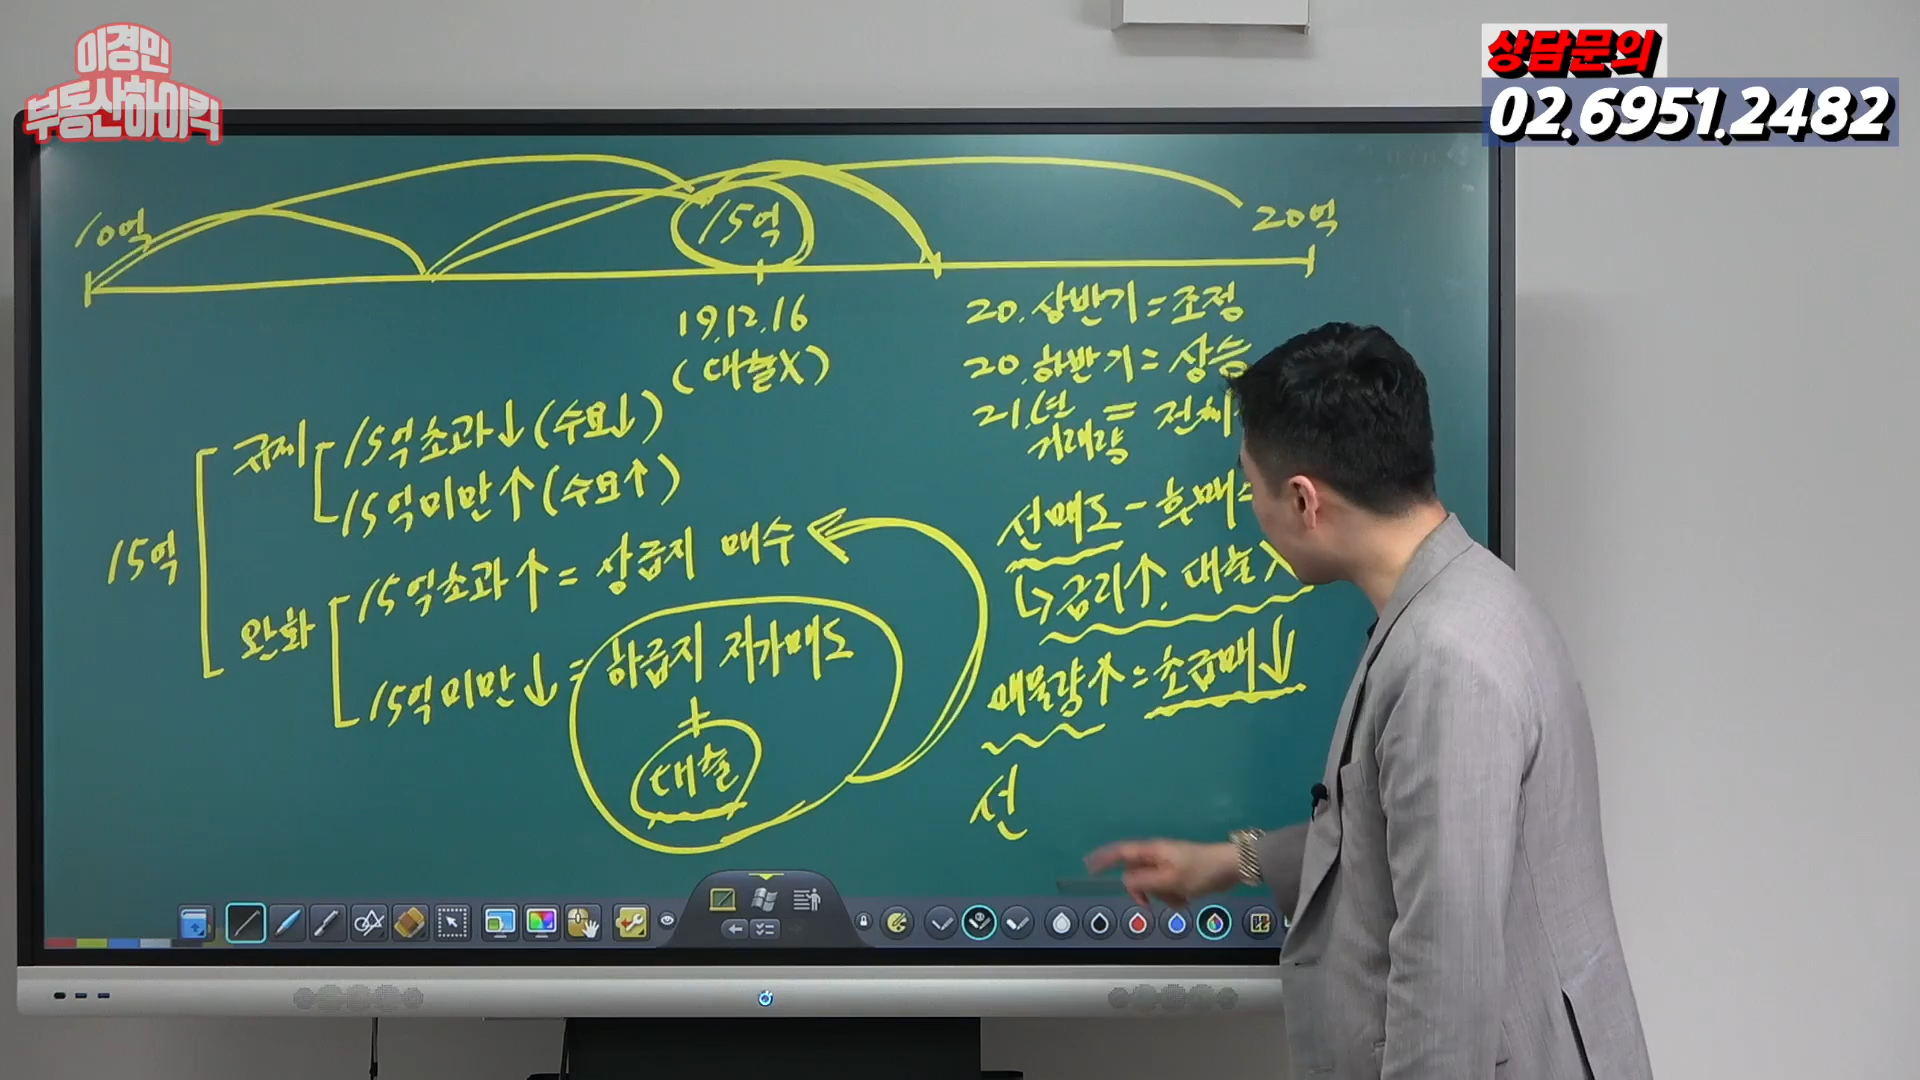 이경민
부동산하이킥
상담문의
02.6951.2482
10억
15억
20억
19.12.16
(대출X)
20.상반기=조정
20.하반기=상승
21.년 = 전체
거래량
규제
15억초과↓(수요↓)
15억미만↑(수요↑)
15억
완화
15억초과↑=상급지 매수
15억미만↓=하급지 저가매도
+
대출
선매도-후매수
↳금리↑. 대출X
매물량↑=초급매↓
선